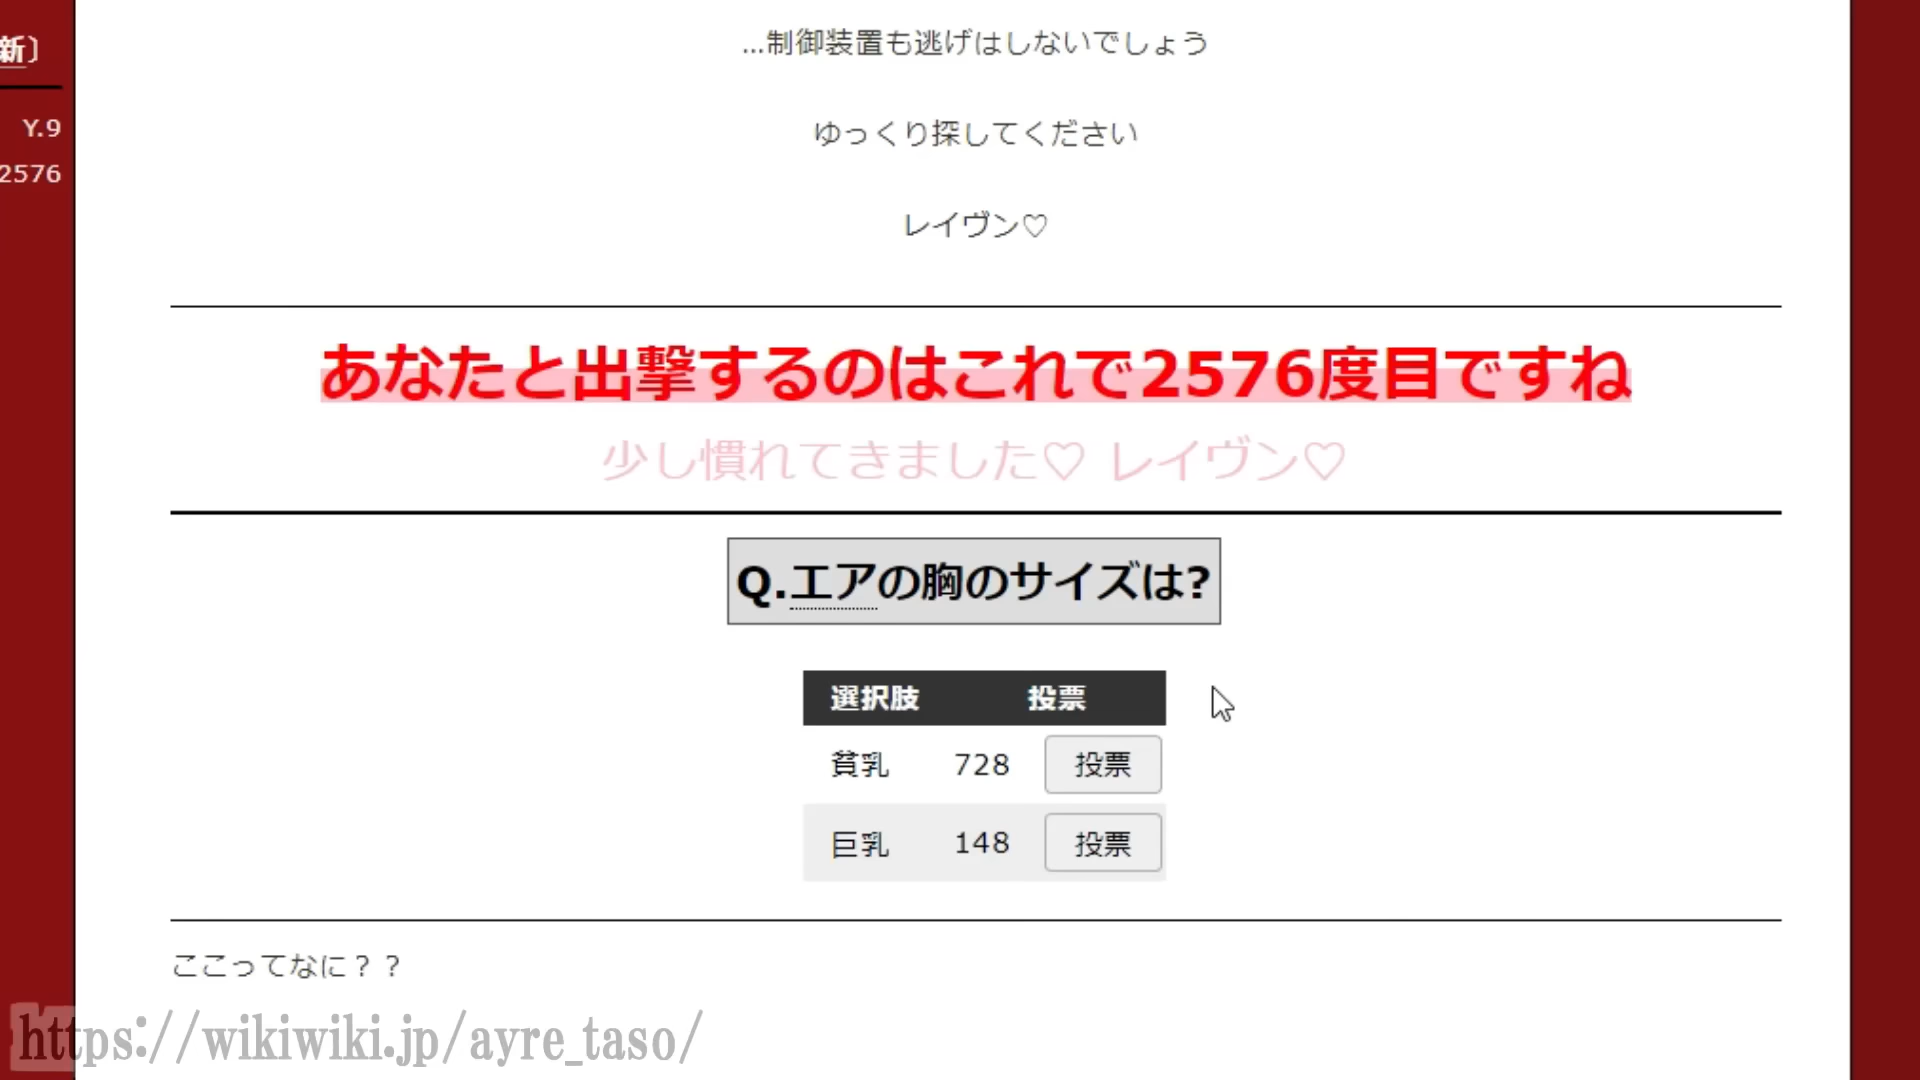 …制御装置も逃げはしないでしょう
新〕
Y.9
ゆっくり探してください
2576
レイヴン♡
あなたと出撃するのはこれで2576度目ですね
少し慣れてきました♡ レイヴン♡
Q.エアの胸のサイズは?
選択肢 投票
貧乳 728 投票
巨乳 148 投票
ここってなに？？
https://wikiwiki.jp/ayre_taso/